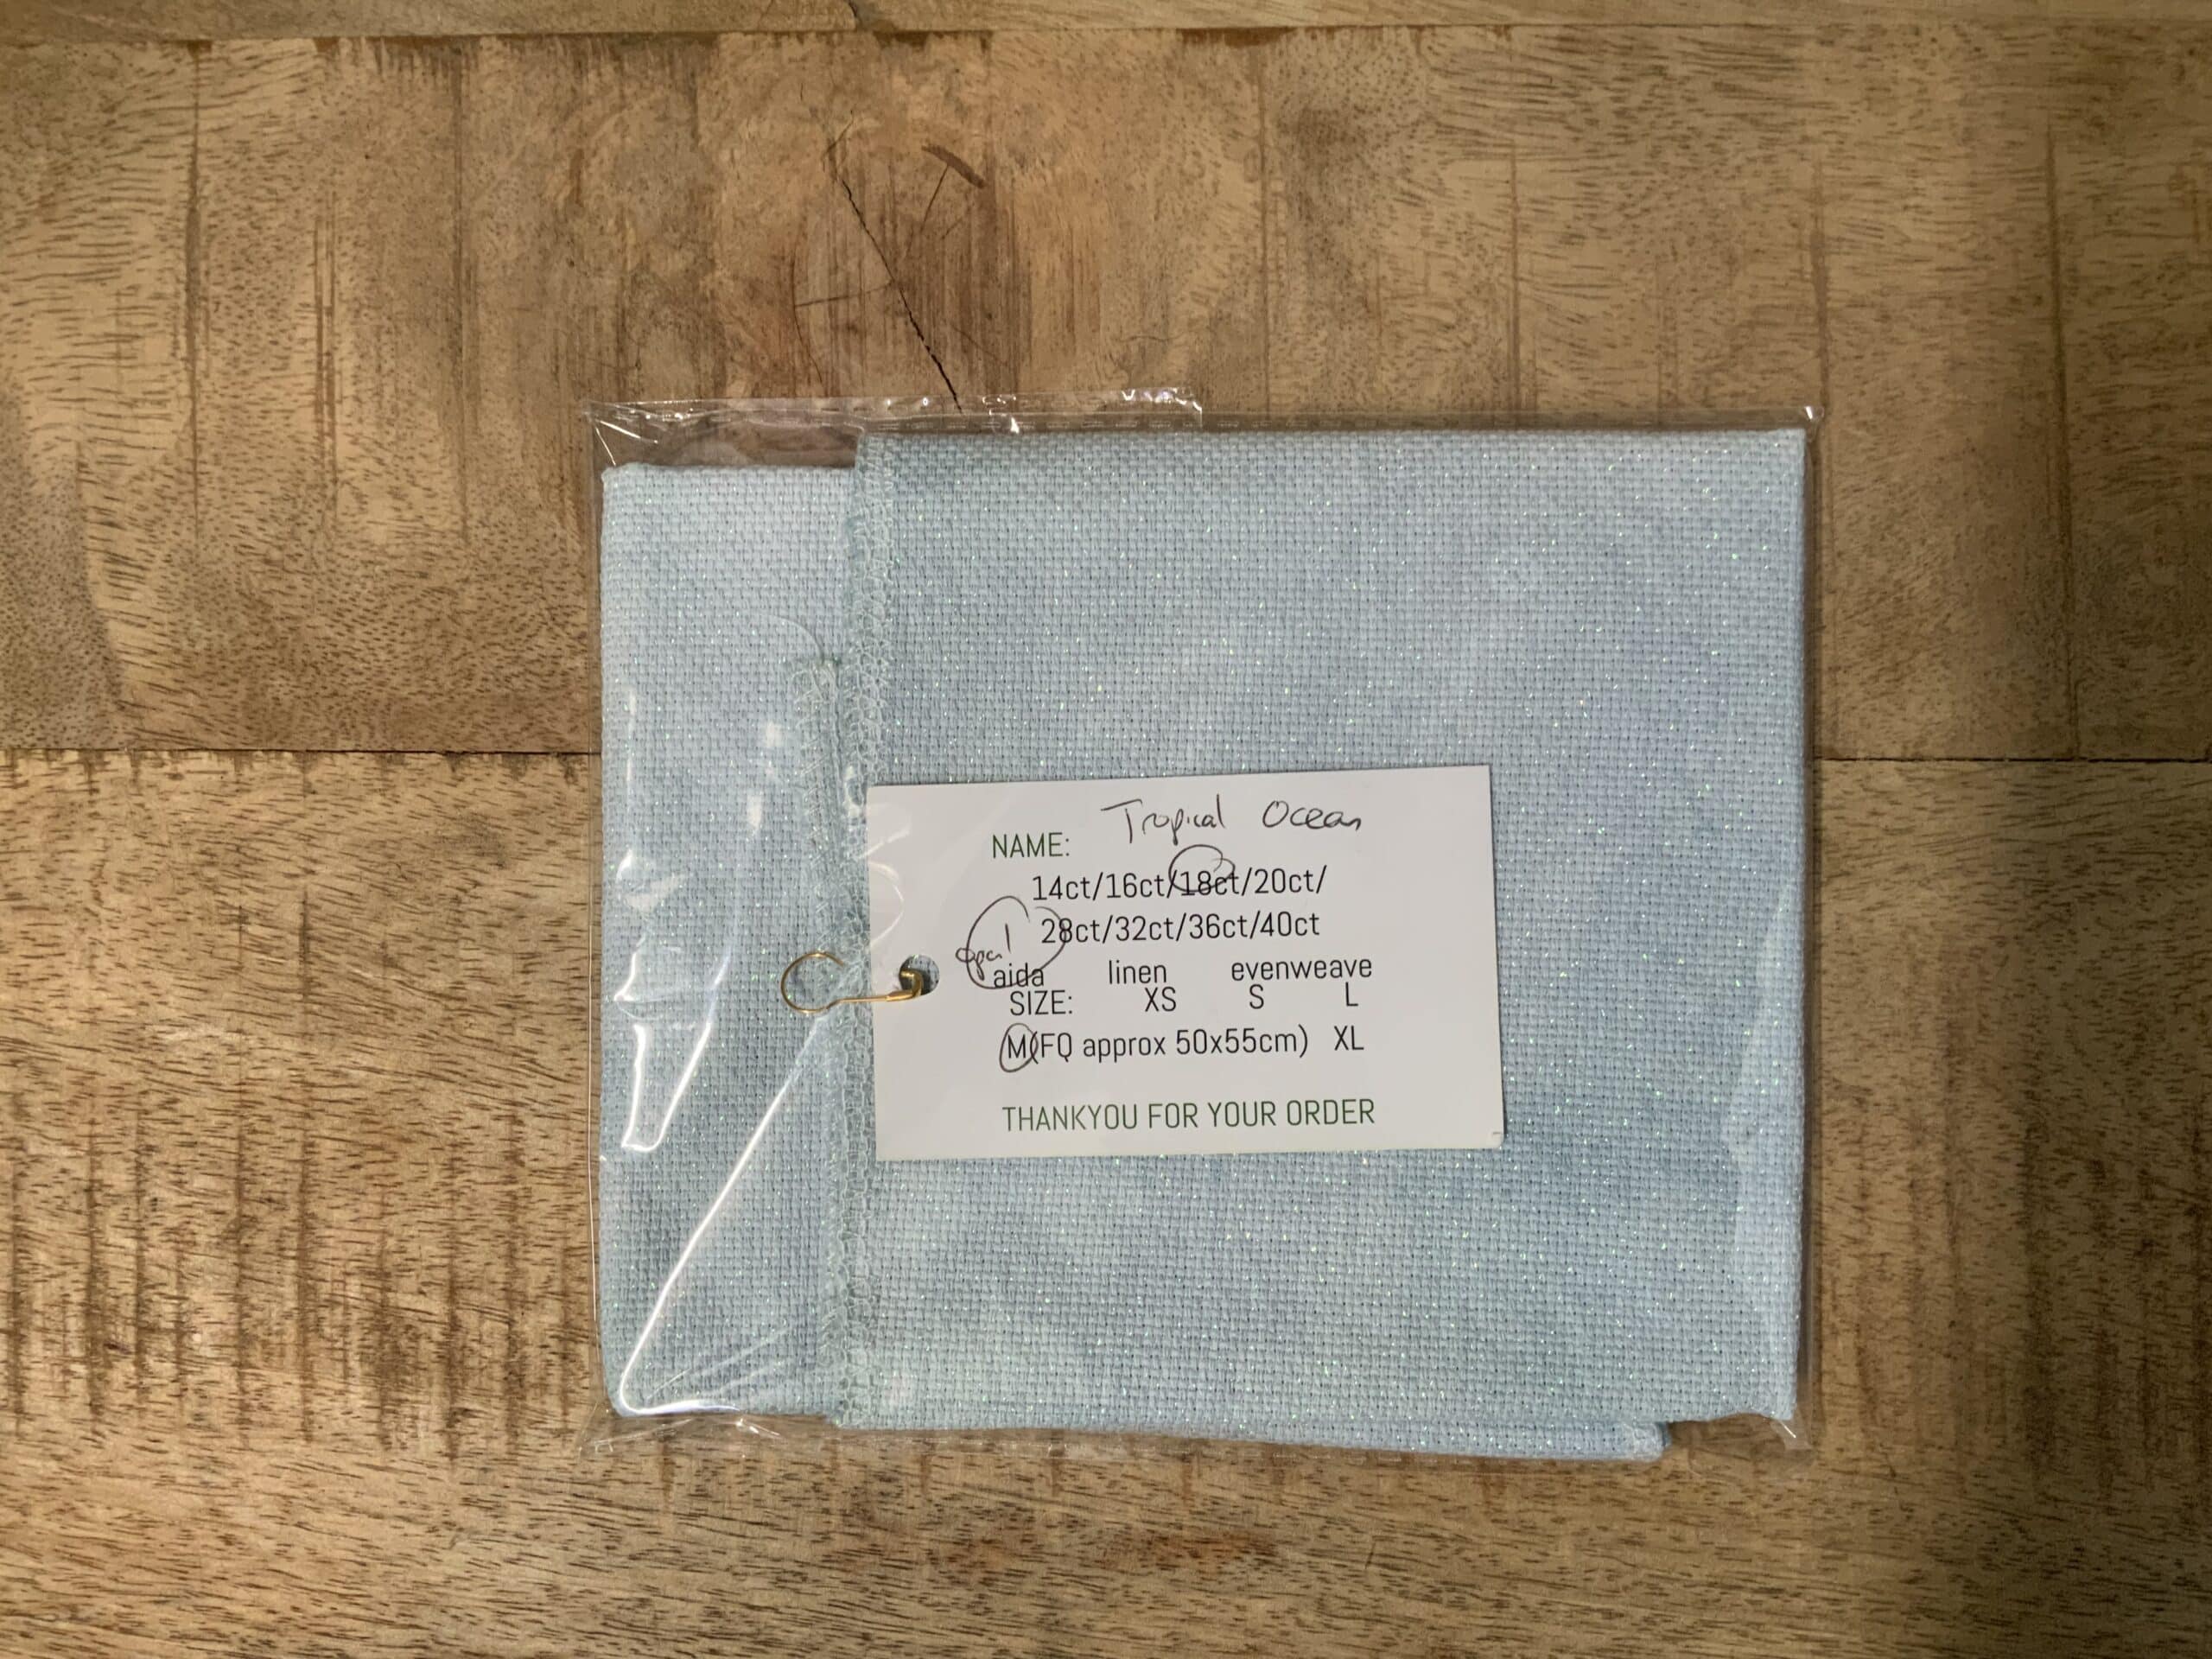 Tropical Ocean
NAME:
14ct/16ct/18ct/20ct/
28ct/32ct/36ct/40ct
opal
aida linen evenweave
SIZE: XS S L
M(FQ approx 50x55cm) XL
THANKYOU FOR YOUR ORDER